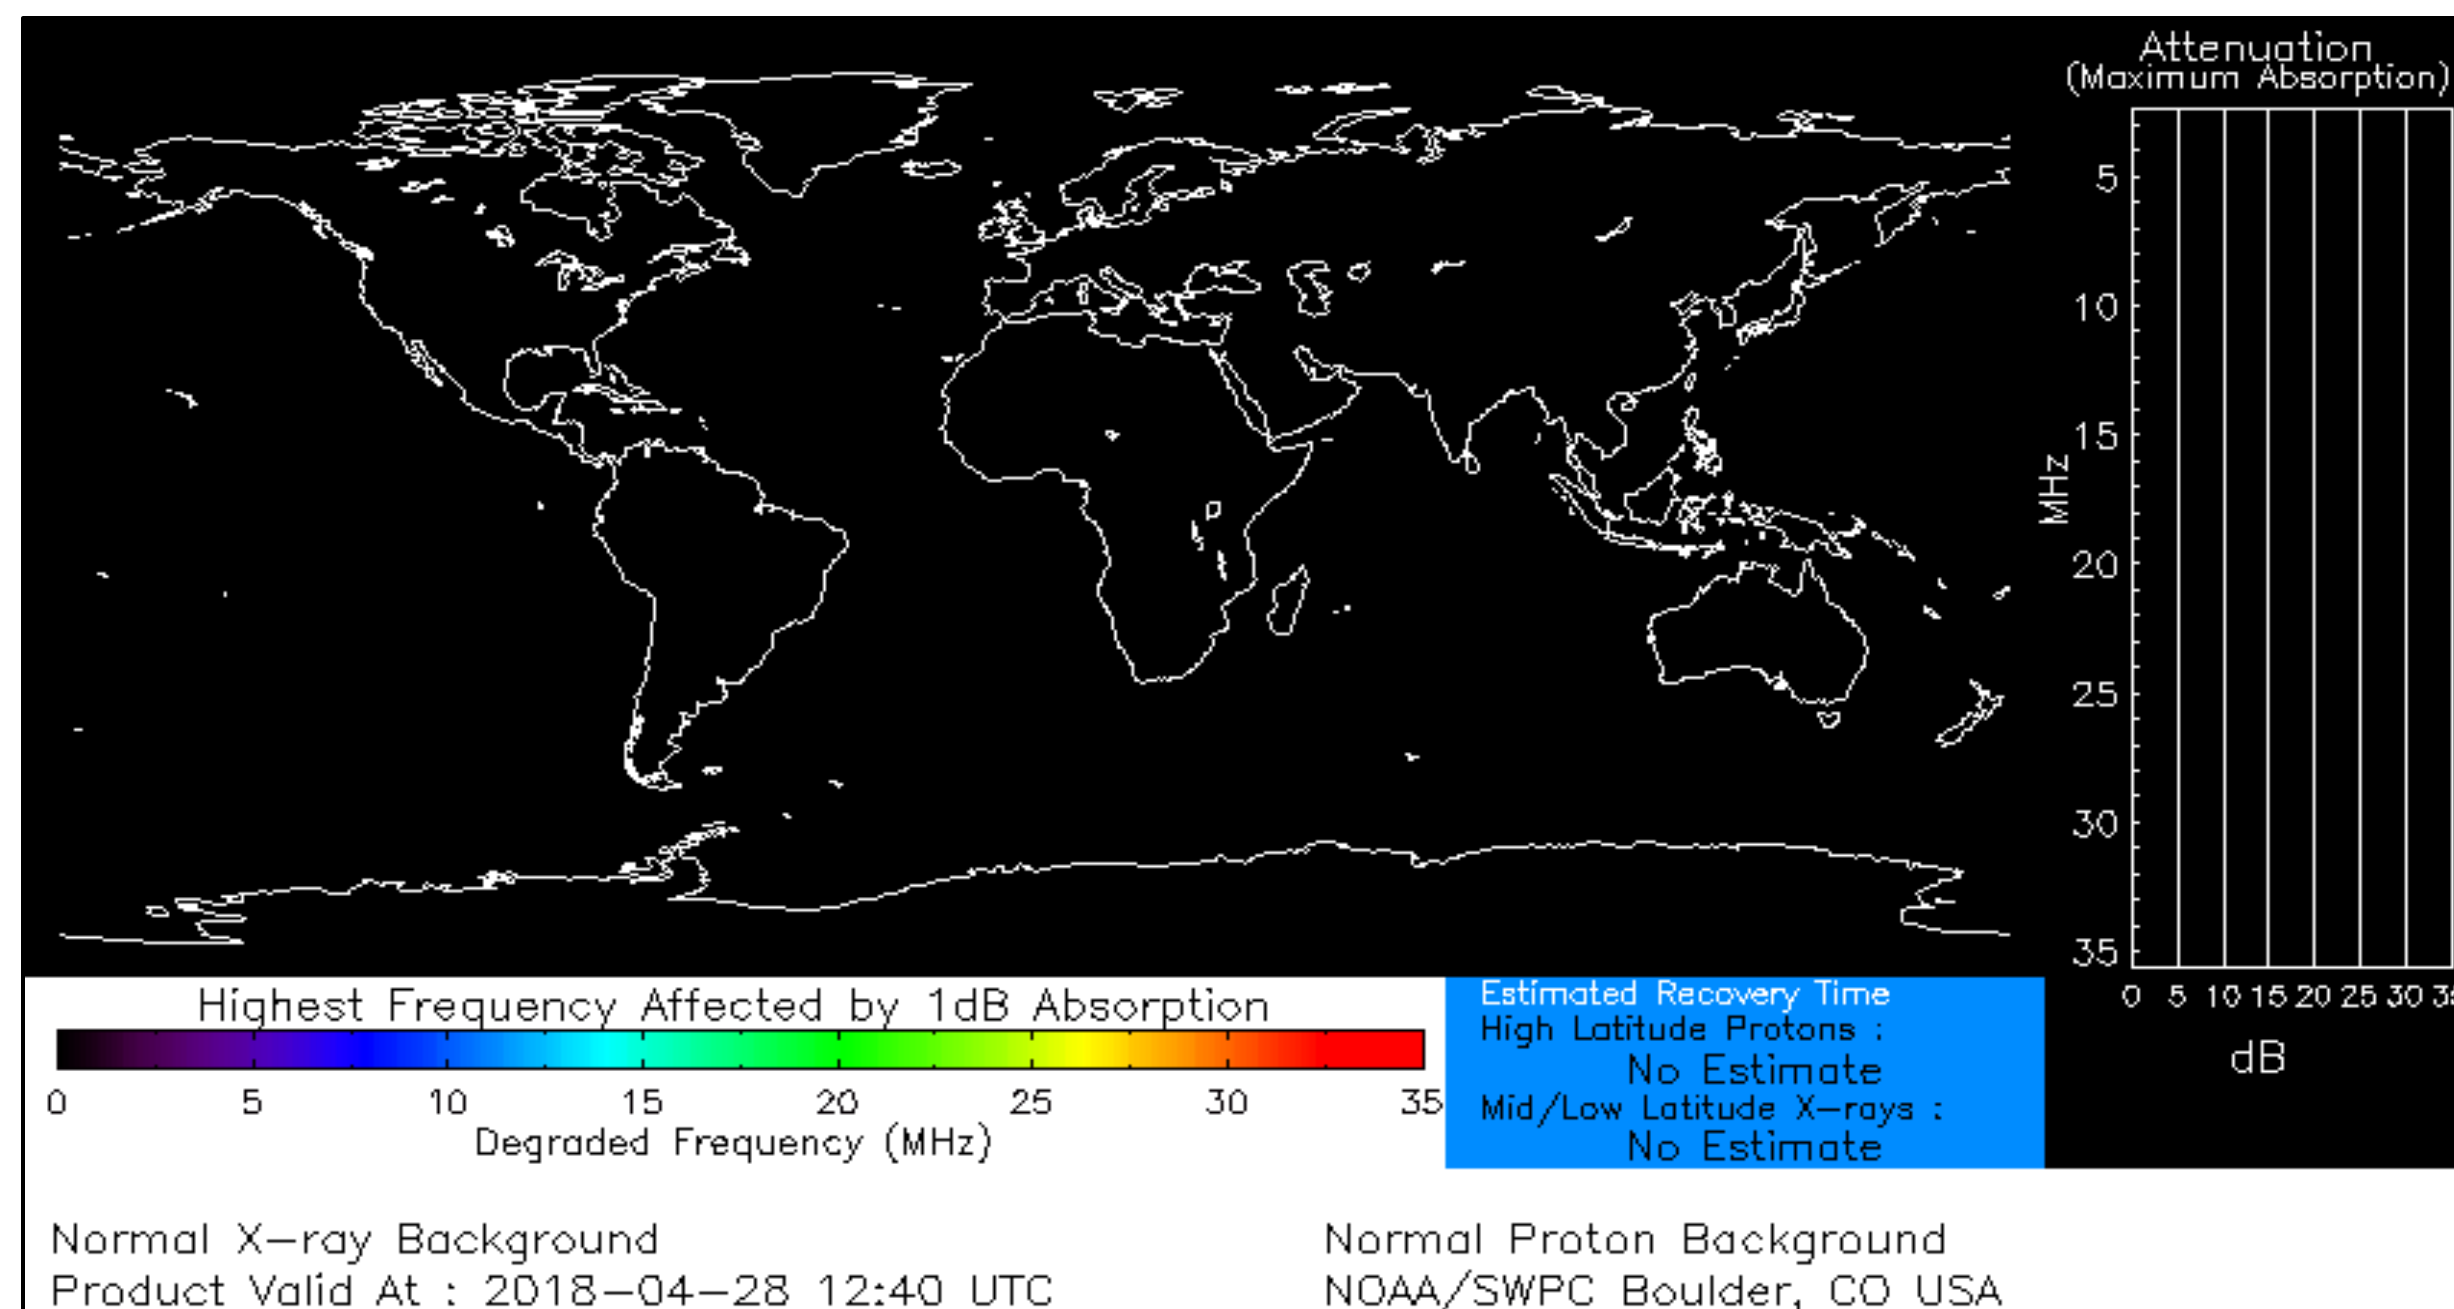 Attenuation
(Maximum Absorption)
5
10
15
20
25
30
35
MHz
0 5 10 15 20 25 30
dB
Highest Frequency Affected by 1dB Absorption
0 5 10 15 20 25 30 35
Degraded Frequency (MHz)
Estimated Recovery Time
High Latitude Protons :
No Estimate
Mid/Low Latitude X-rays :
No Estimate
Normal X-ray Background
Product Valid At : 2018-04-28 12:40 UTC
Normal Proton Background
NOAA/SWPC Boulder, CO USA